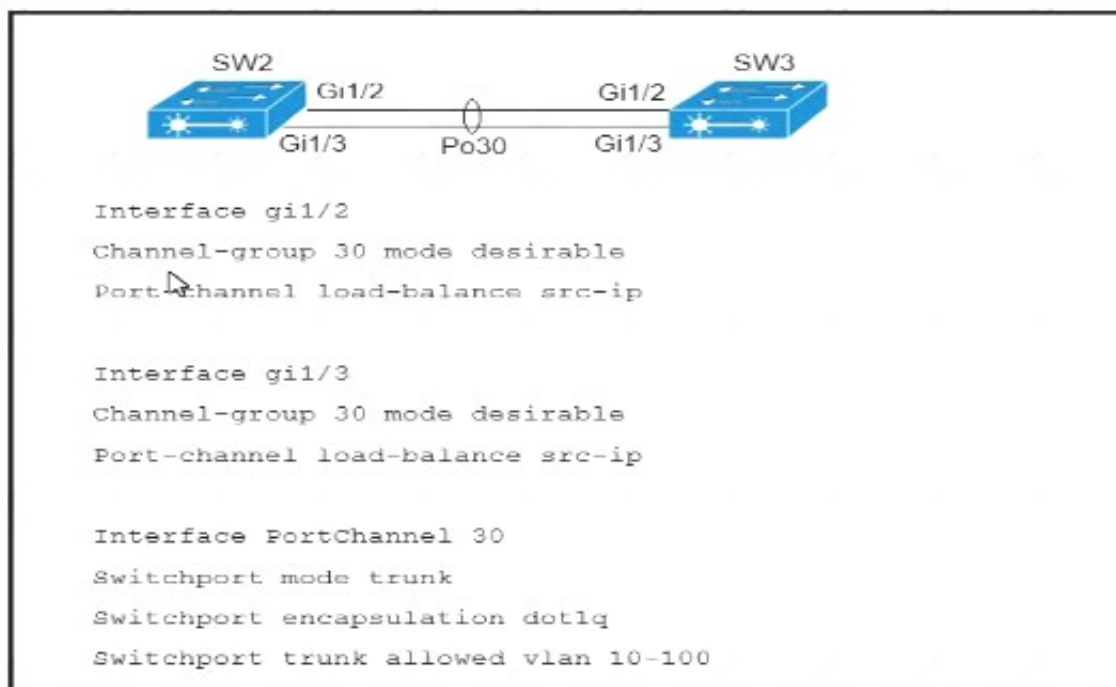 SW2 SW3
Gi1/2 Gi1/2
Gi1/3 Po30 Gi1/3
Interface gi1/2
Channel-group 30 mode desirable
Port-channel load-balance src-ip
Interface gi1/3
Channel-group 30 mode desirable
Port-channel load-balance src-ip
Interface PortChannel 30
Switchport mode trunk
Switchport encapsulation dot1q
Switchport trunk allowed vlan 10-100